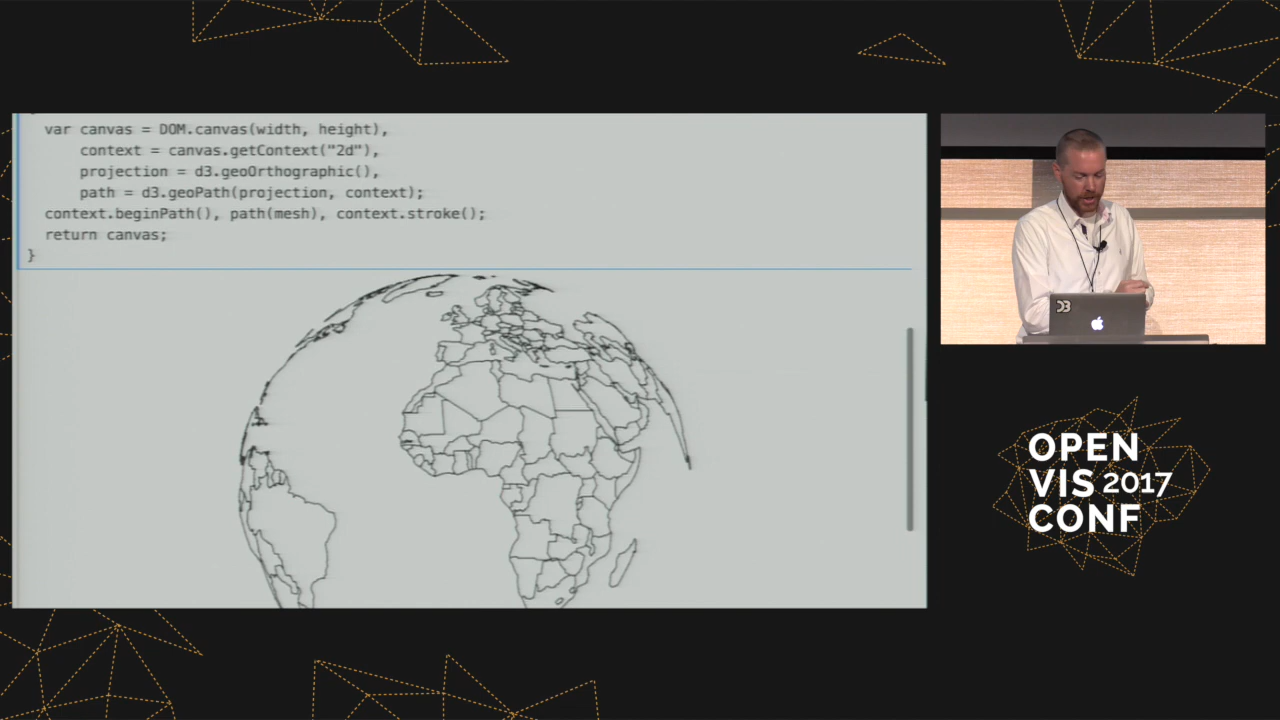 var canvas = DOM.canvas(width, height),
context = canvas.getContext("2d"),
projection = d3.geoOrthographic(),
path = d3.geoPath(projection, context);
context.beginPath(), path(mesh), context.stroke();
return canvas;
}
D3
OPEN
VIS 2017
CONF